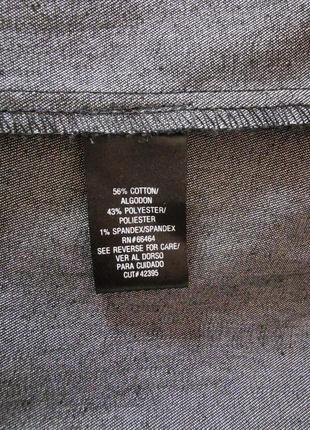 56% COTTON/
ALGODON
43% POLYESTER/
POLIESTER
1% SPANDEX/SPANDEX
RN#66464
SEE REVERSE FOR CARE/
VER AL DORSO
PARA CUIDADO
CUT#42395